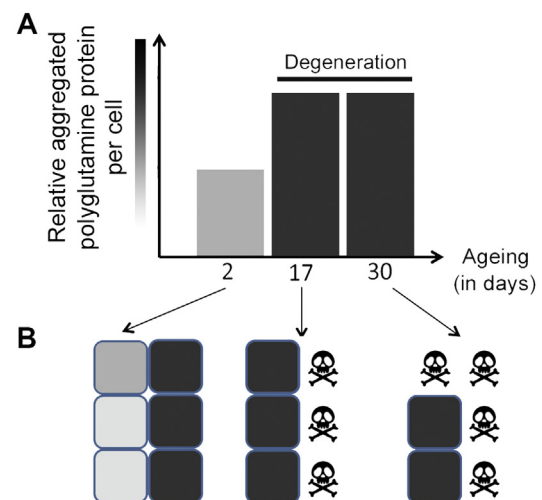 A
Relative aggregated
polyglutamine protein
per cell
Degeneration
2 17 30
Ageing
(in days)
B